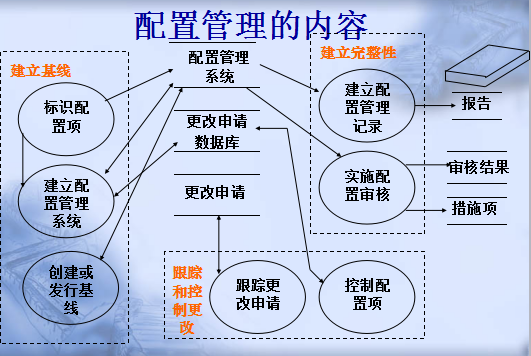 配置管理的内容
建立基线
标识配
置项
建立配
置管理
系统
创建或
发行基
线
配置管理
系统
更改申请
数据库
更改申请
建立完整性
建立配
置管理
记录
实施配
置审核
报告
审核结果
措施项
跟踪
和控
制更
改
跟踪更
改申请
控制配
置项